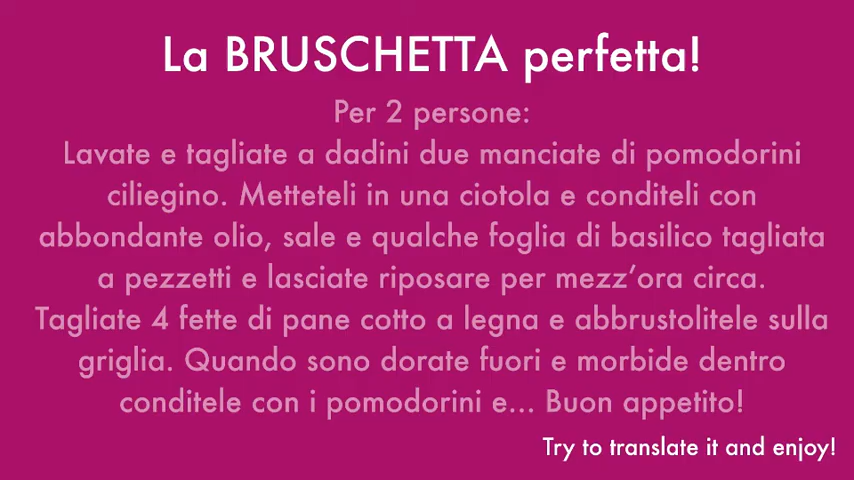 La BRUSCHETTA perfetta!
Per 2 persone:
Lavate e tagliate a dadini due manciate di pomodorini
ciliegino. Metteteli in una ciotola e conditeli con
abbondante olio, sale e qualche foglia di basilico tagliata
a pezzetti e lasciate riposare per mezz’ora circa.
Tagliate 4 fette di pane cotto a legna e abbrustolitele sulla
griglia. Quando sono dorate fuori e morbide dentro
conditele con i pomodorini e... Buon appetito!
Try to translate it and enjoy!